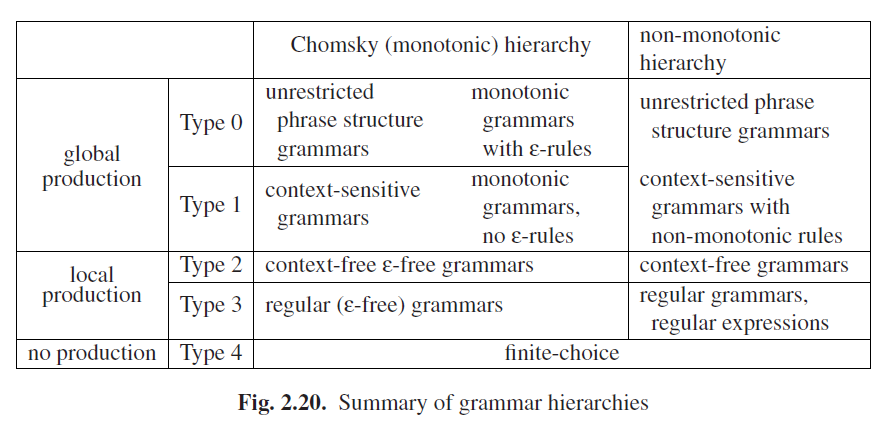 Chomsky (monotonic) hierarchy
non-monotonic
hierarchy
global
production
Type 0
unrestricted
phrase structure
grammars
monotonic
grammars
with ε-rules
unrestricted phrase
structure grammars
Type 1
context-sensitive
grammars
monotonic
grammars,
no ε-rules
context-sensitive
grammars with
non-monotonic rules
local
production
Type 2
context-free ε-free grammars
context-free grammars
Type 3
regular (ε-free) grammars
regular grammars,
regular expressions
no production
Type 4
finite-choice
Fig. 2.20. Summary of grammar hierarchies